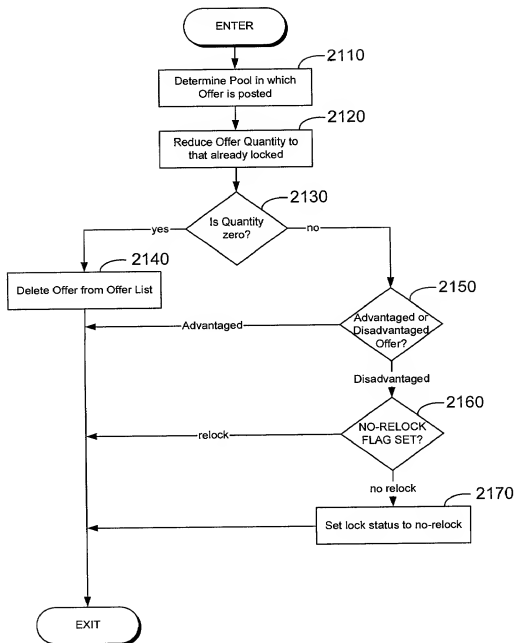 ENTER
2110
Determine Pool in which
Offer is posted
2120
Reduce Offer Quantity to
that already locked
2130
Is Quantity
zero?
yes
no
2140
Delete Offer from Offer List
2150
Advantaged or
Disadvantaged
Offer?
Advantaged
Disadvantaged
2160
NO-RELOCK
FLAG SET?
relock
no relock
2170
Set lock status to no-relock
EXIT